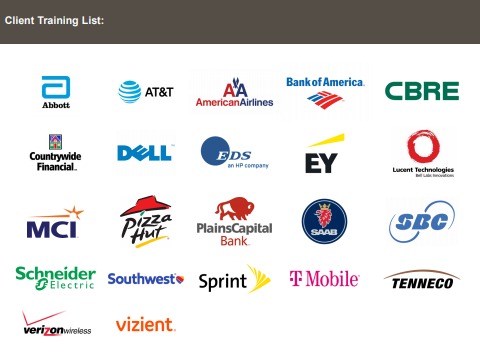 Client Training List:
Abbott
AT&T
AA
AmericanAirlines
Bank of America.
CBRE
Countrywide
Financial
DELL
EDS
an HP company
EY
Lucent Technologies
Bell Labs Innovations
MCI
Pizza
Hut
PlainsCapital
Bank
SAAB
SBC
Schneider
Electric
Southwest
Sprint
T Mobile
TENNECO
verizon wireless
vizient